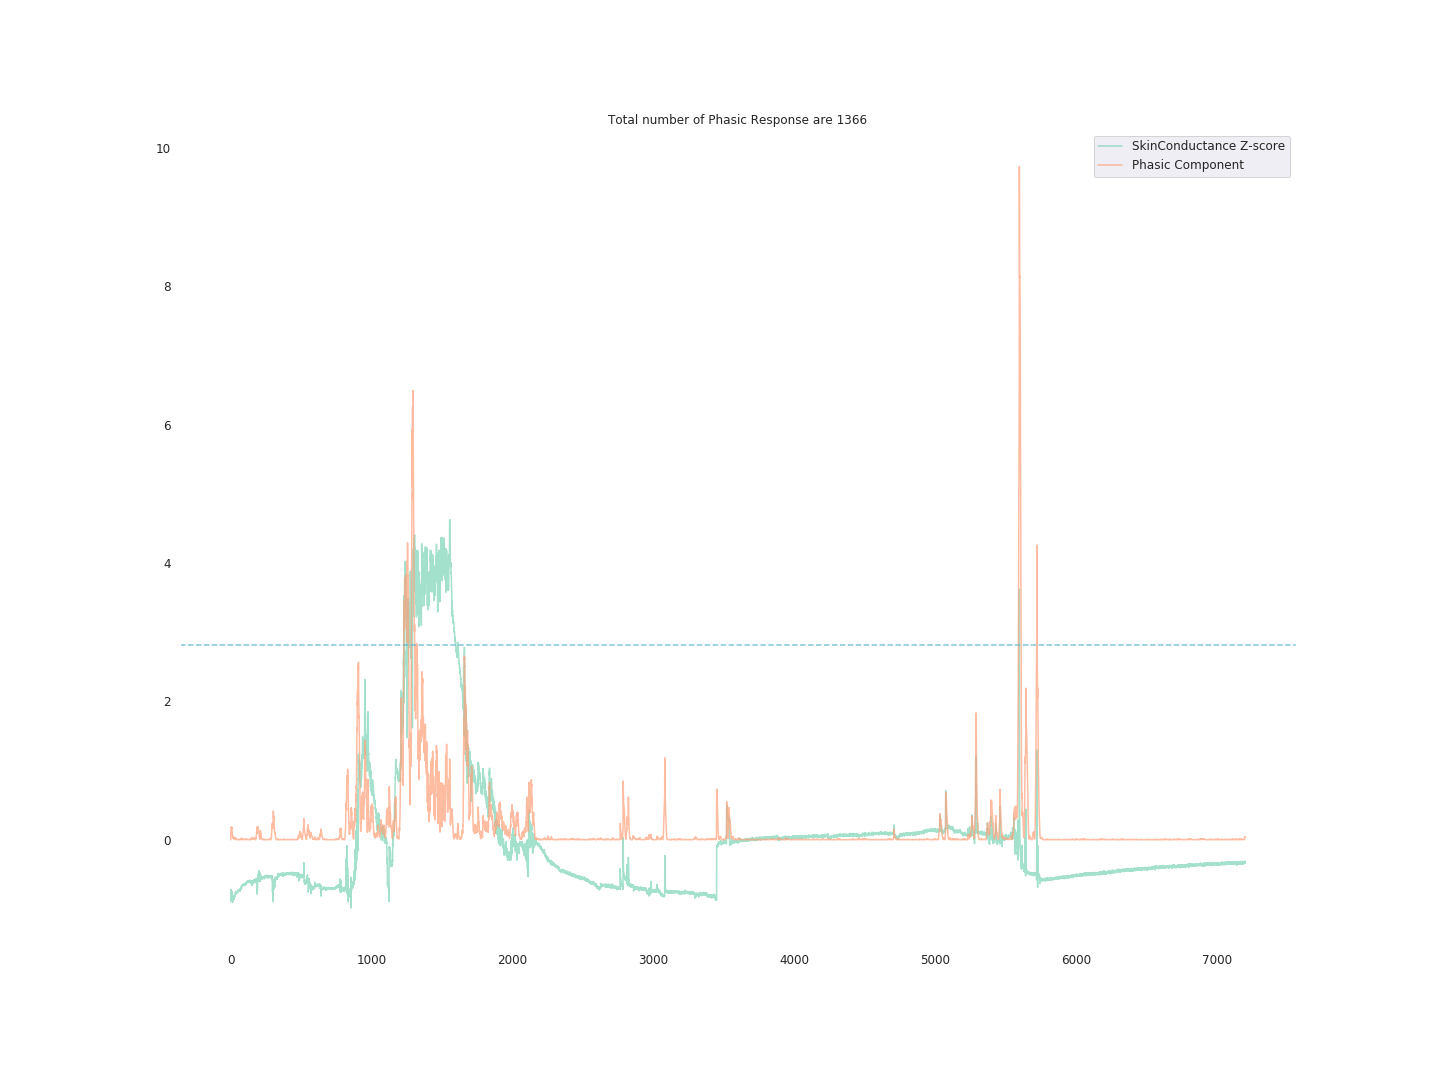 Total number of Phasic Response are 1366
SkinConductance Z-score
Phasic Component
10
8
6
4
2
0
0 1000 2000 3000 4000 5000 6000 7000